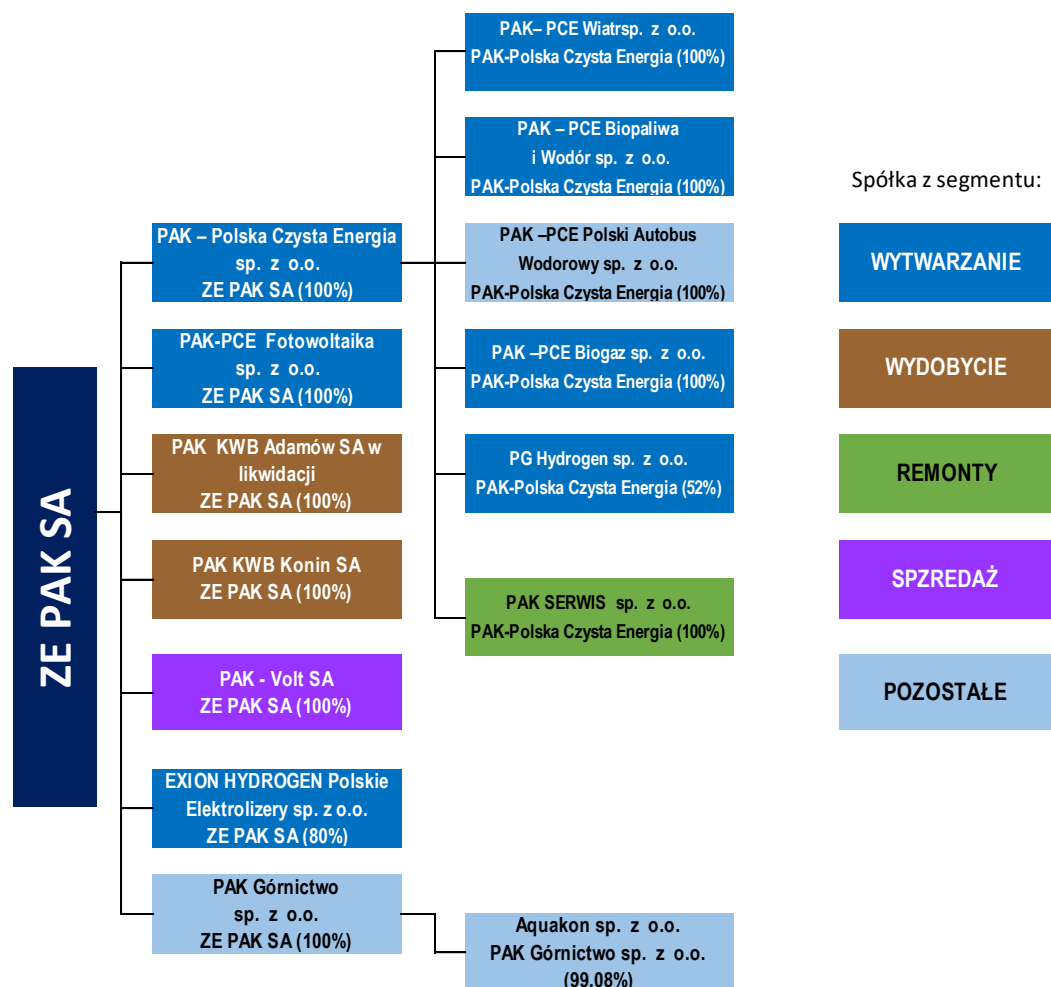 ZE PAK SA
PAK – Polska Czysta Energia
sp. z o.o.
ZE PAK SA (100%)
PAK-PCE Fotowoltaika
sp. z o.o.
ZE PAK SA (100%)
PAK KWB Adamów SA w
likwidacji
ZE PAK SA (100%)
PAK KWB Konin SA
ZE PAK SA (100%)
PAK - Volt SA
ZE PAK SA (100%)
EXION HYDROGEN Polskie
Elektrolizery sp. z o.o.
ZE PAK SA (80%)
PAK Górnictwo
sp. z o.o.
ZE PAK SA (100%)
PAK– PCE Wiatrsp. z o.o.
PAK-Polska Czysta Energia (100%)
PAK – PCE Biopaliwa
i Wodór sp. z o.o.
PAK-Polska Czysta Energia (100%)
PAK –PCE Polski Autobus
Wodorowy sp. z o.o.
PAK-Polska Czysta Energia (100%)
PAK –PCE Biogaz sp. z o.o.
PAK-Polska Czysta Energia (100%)
PG Hydrogen sp. z o.o.
PAK-Polska Czysta Energia (52%)
PAK SERWIS sp. z o.o.
PAK-Polska Czysta Energia (100%)
Aquakon sp. z o.o.
PAK Górnictwo sp. z o.o.
(99,08%)
Spółka z segmentu:
WYTWARZANIE
WYDOBYCIE
REMONTY
SPZREDAŻ
POZOSTAŁE